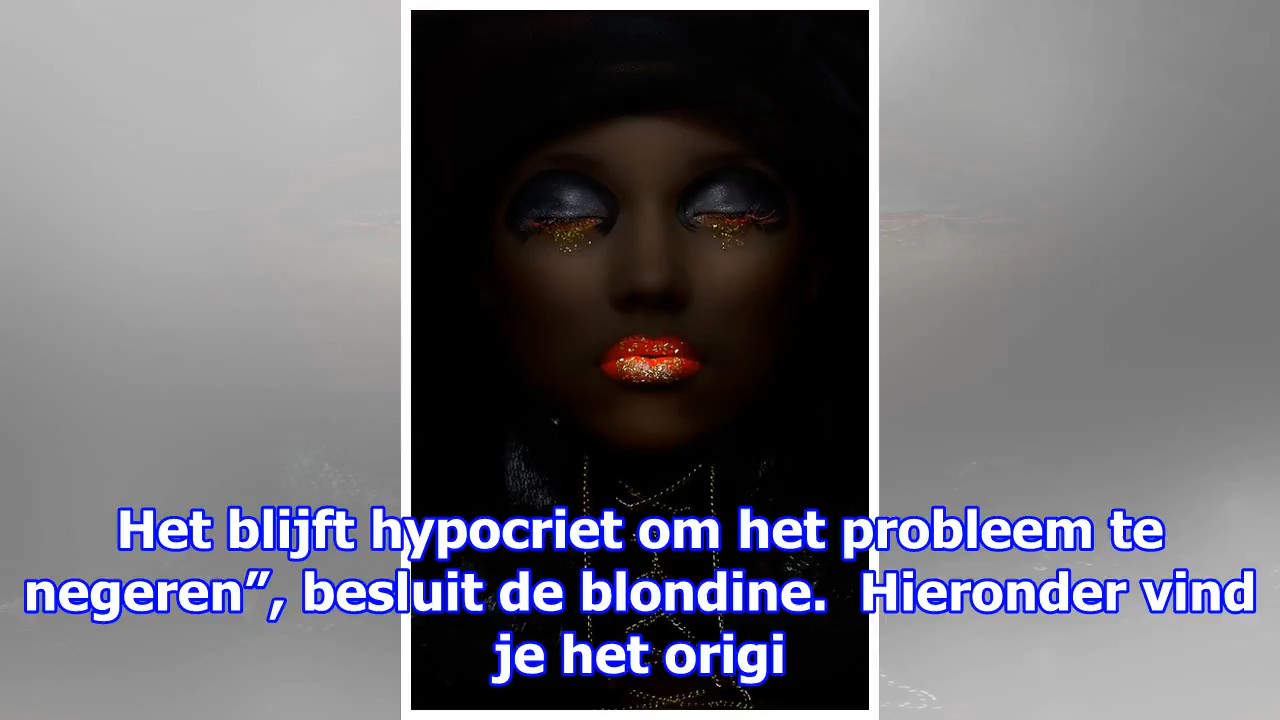 Het blijft hypocriet om het probleem te
negeren”, besluit de blondine.  Hieronder vind
je het origi